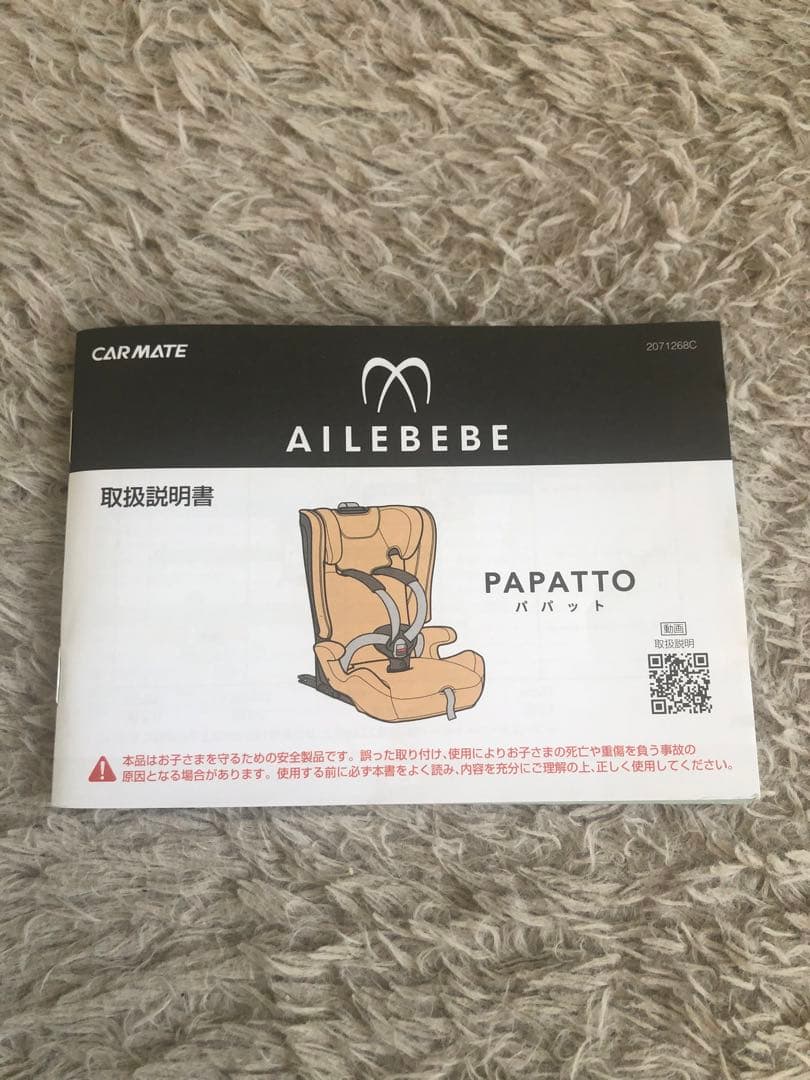 CARMATE
2071268C
AILEBEBE
取扱説明書
PAPATTO
パパット
動画
取扱説明
本品はお子さまを守るための安全製品です。誤った取り付け、使用によりお子さまの死亡や重傷を負う事故の
原因となる場合があります。使用する前に必ず本書をよく読み、内容を充分にご理解の上、正しく使用してください。